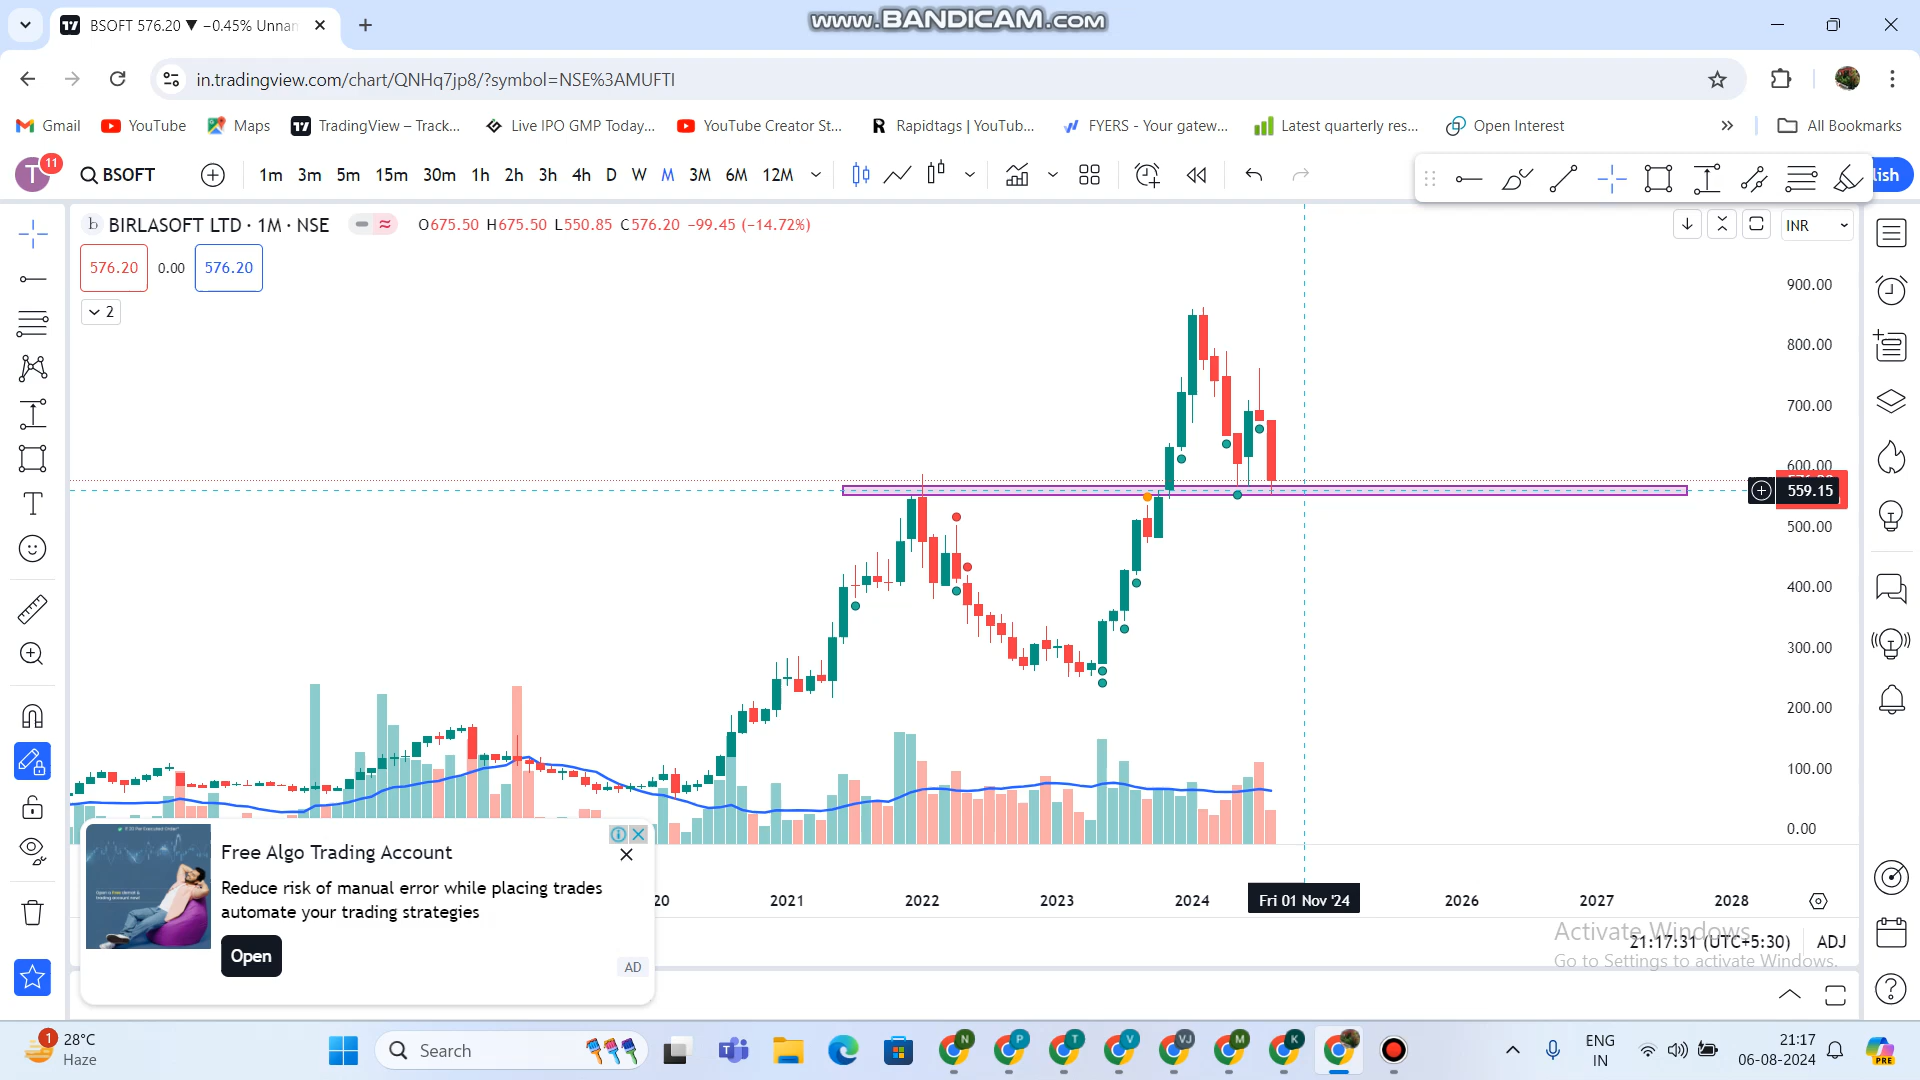 www.BANDICAM.com
BSOFT 576.20 ▼ −0.45% Unnar
in.tradingview.com/chart/QNHq7jp8/?symbol=NSE%3AMUFTI
Gmail YouTube Maps TradingView – Track... Live IPO GMP Today... YouTube Creator St... Rapidtags | YouTub... FYERS - Your gatew... Latest quarterly res... Open Interest » All Bookmarks
T 11 BSOFT 1m 3m 5m 15m 30m 1h 2h 3h 4h D W M 3M 6M 12M lish
b BIRLASOFT LTD · 1M · NSE O675.50 H675.50 L550.85 C576.20 −99.45 (−14.72%) INR
576.20 0.00 576.20
2
900.00
800.00
700.00
600.00
559.15
500.00
400.00
300.00
200.00
100.00
0.00
Free Algo Trading Account
Reduce risk of manual error while placing trades
automate your trading strategies
Open
AD
20 2021 2022 2023 2024 Fri 01 Nov '24 2026 2027 2028
Activate Windows
21:17:31 (UTC+5:30) ADJ
Go to Settings to activate Windows.
1 28°C
Haze
Search
N P T V VJ M K
ENG
IN
21:17
06-08-2024
PRE